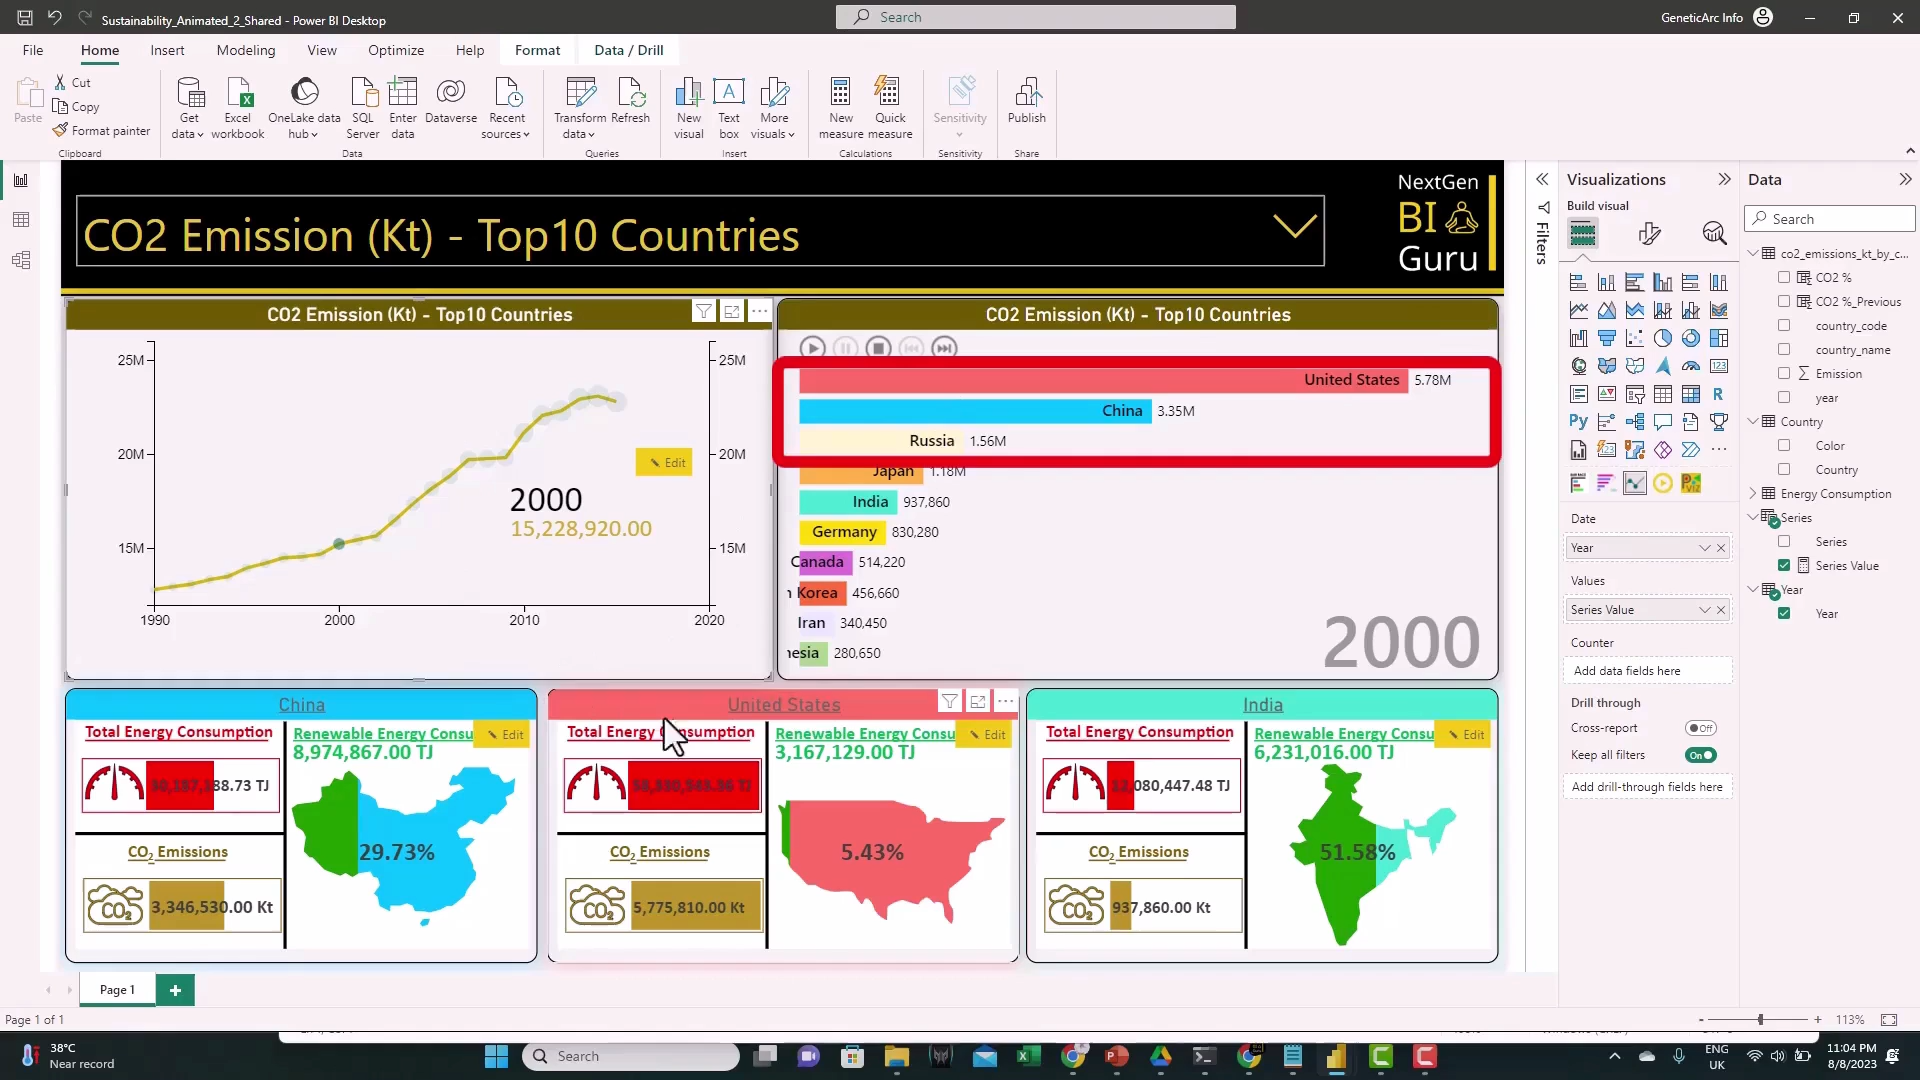 Sustainability_Animated_2_Shared - Power BI Desktop
Search
GeneticArc Info
File
Home
Insert
Modeling
View
Optimize
Help
Format
Data / Drill
Paste
Cut
Copy
Format painter
Clipboard
Get data
Excel workbook
OneLake data hub
SQL Server
Enter data
Dataverse
Recent sources
Data
Transform data
Refresh
Queries
New visual
Text box
More visuals
Insert
New measure
Quick measure
Calculations
Sensitivity
Sensitivity
Publish
Share
CO2 Emission (Kt) - Top10 Countries
NextGen
BI
Guru
CO2 Emission (Kt) - Top10 Countries
25M
20M
15M
25M
20M
15M
Edit
2000
15,228,920.00
1990
2000
2010
2020
CO2 Emission (Kt) - Top10 Countries
United States 5.78M
China 3.35M
Russia 1.56M
Japan 1.18M
India 937,860
Germany 830,280
Canada 514,220
n Korea 456,660
Iran 340,450
nesia 280,650
2000
China
Total Energy Consumption
Renewable Energy Consu
Edit
8,974,867.00 TJ
29.73%
CO2 Emissions
CO2
3,346,530.00 Kt
United States
Total Energy Consumption
Renewable Energy Consu
Edit
3,167,129.00 TJ
5.43%
CO2 Emissions
CO2
5,775,810.00 Kt
India
Total Energy Consumption
Renewable Energy Consu
Edit
6,231,016.00 TJ
12,080,447.48 TJ
51.58%
CO2 Emissions
CO2
937,860.00 Kt
Filters
Visualizations
Build visual
123
R
Py
Date
Year
Values
Series Value
Counter
Add data fields here
Drill through
Cross-report
Off
Keep all filters
On
Add drill-through fields here
Data
Search
co2_emissions_kt_by_c...
CO2 %
CO2 %_Previous
country_code
country_name
Emission
year
Country
Color
Country
Energy Consumption
Series
Series
Series Value
Year
Year
Page 1
Page 1 of 1
113%
38°C
Near record
Search
ENG
UK
11:04 PM
8/8/2023